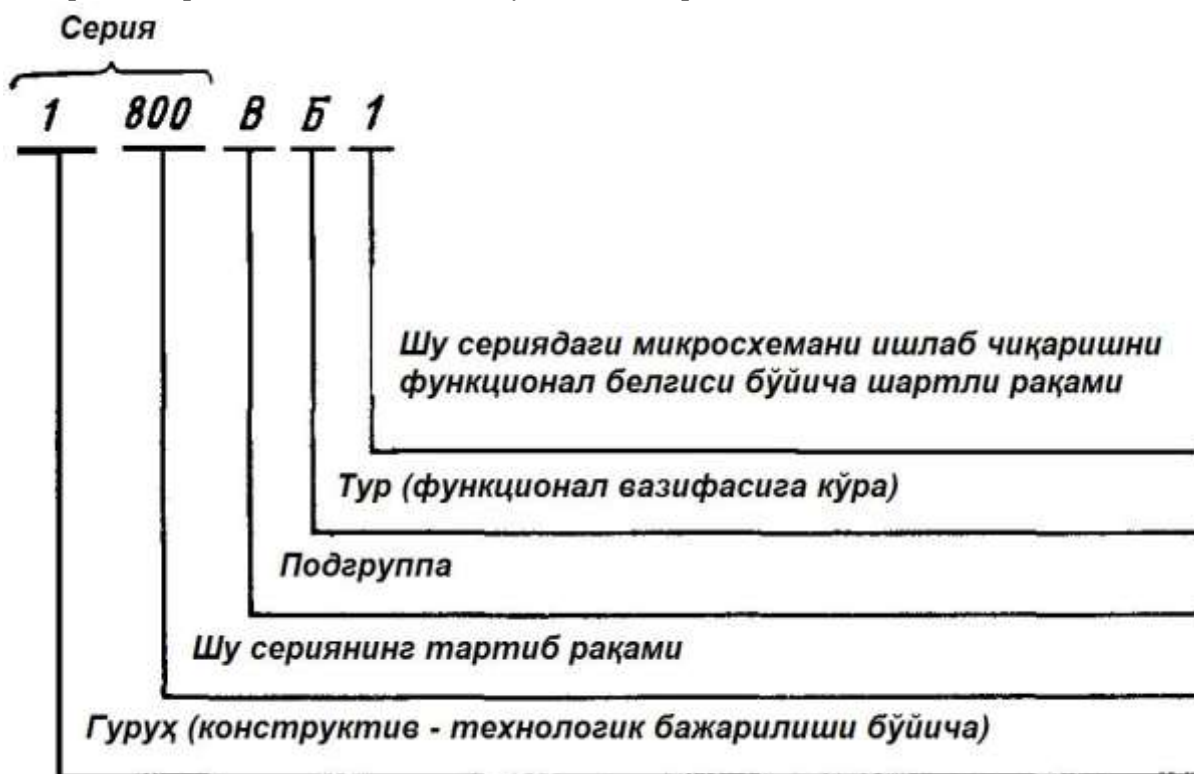 Серия
1 800 В Б 1
Шу сериядаги микросхемани ишлаб чиқаришни
функционал белгиси бўйича шартли рақами
Тур (функционал вазифасига кўра)
Подгруппа
Шу сериянинг тартиб рақами
Гуруҳ (конструктив - технологик бажарилиши бўйича)